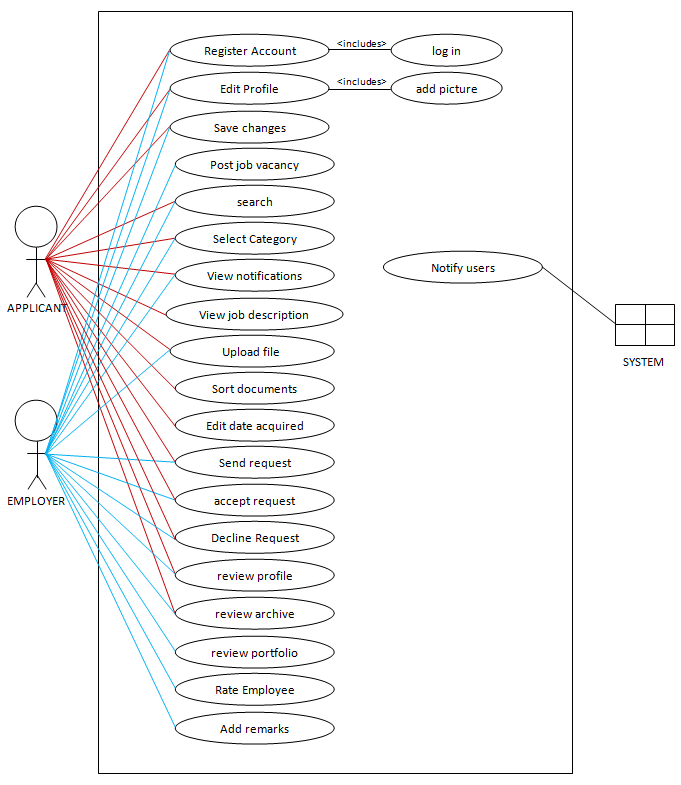 Register Account
<includes>
log in
Edit Profile
<includes>
add picture
Save changes
Post job vacancy
search
Select Category
View notifications
Notify users
View job description
Upload file
Sort documents
Edit date acquired
Send request
accept request
Decline Request
review profile
review archive
review portfolio
Rate Employee
Add remarks
APPLICANT
EMPLOYER
SYSTEM